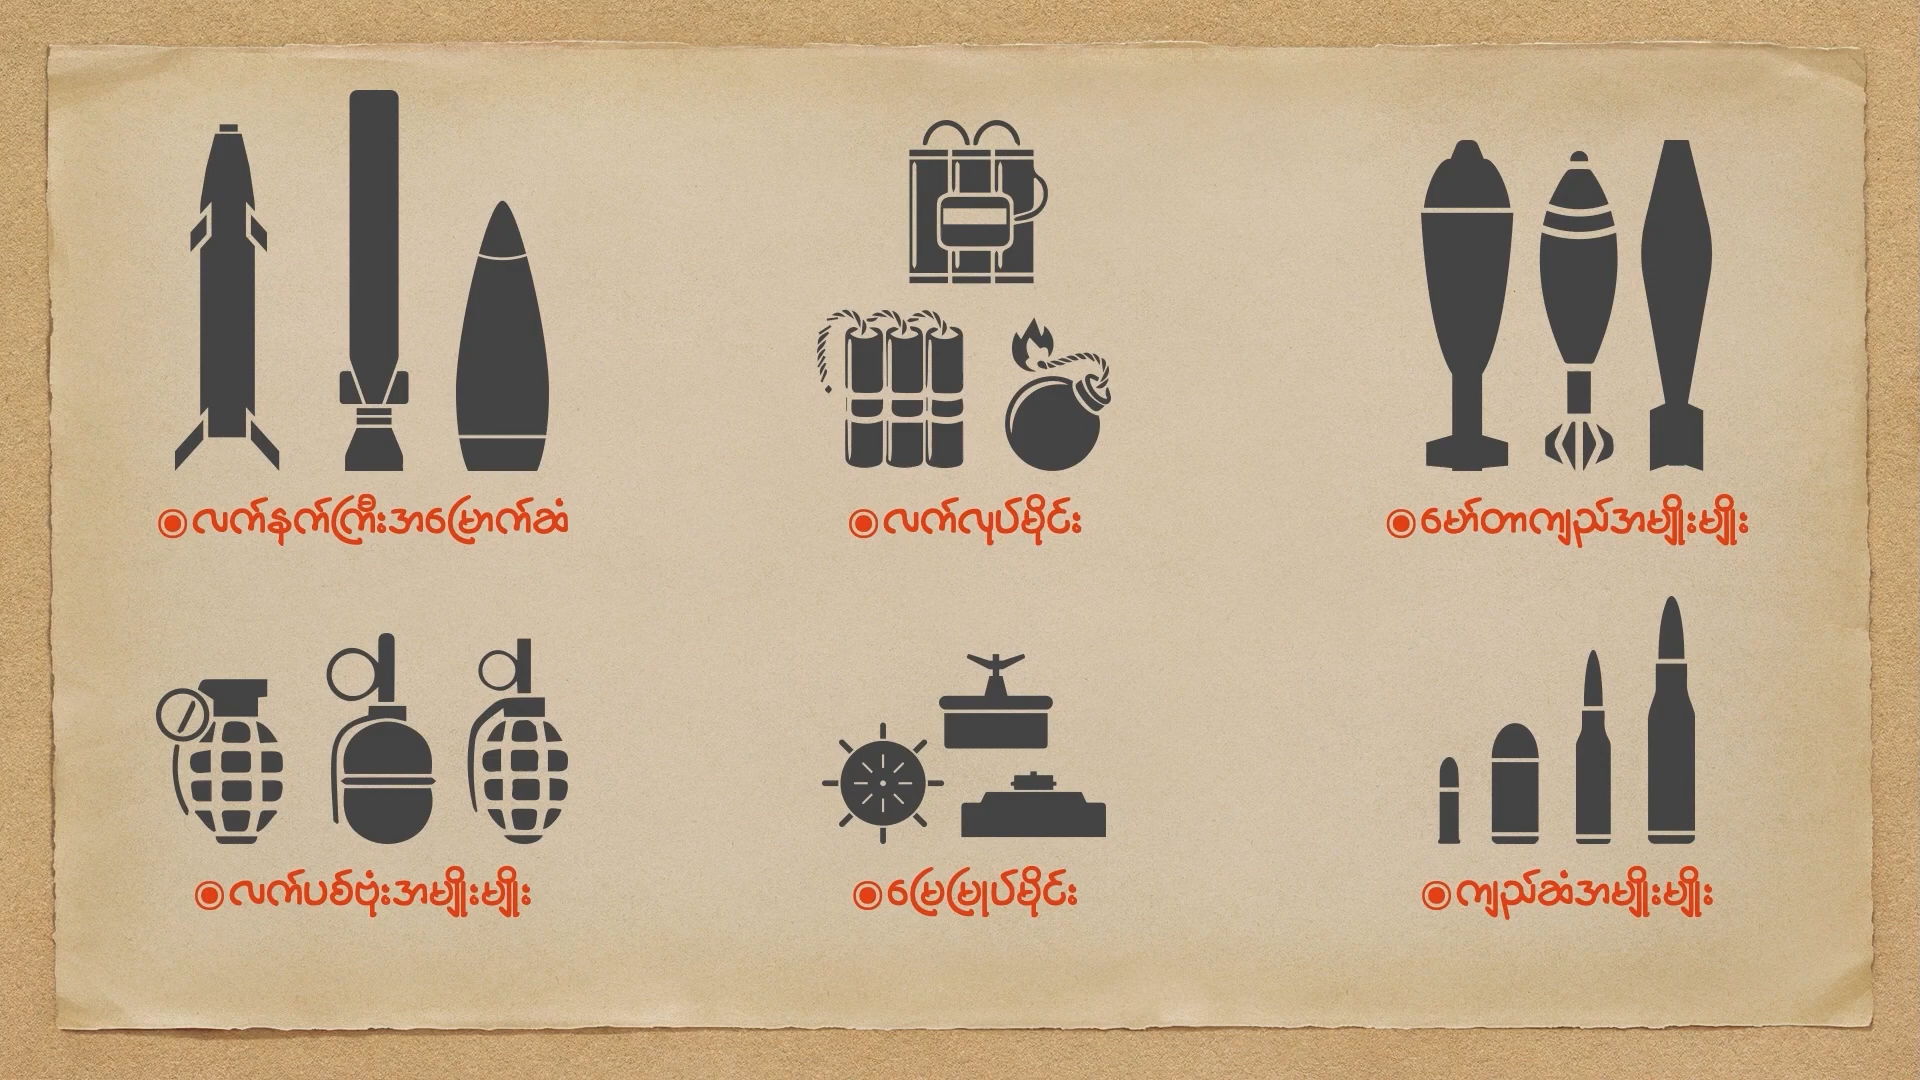 ◉လက်နက်ကြီးအမြောက်ဆံ
◉လက်လုပ်မိုင်း
◉မော်တာကျည်အမျိုးမျိုး
◉လက်ပစ်ဗုံးအမျိုးမျိုး
◉မြေမြှုပ်မိုင်း
◉ကျည်ဆံအမျိုးမျိုး